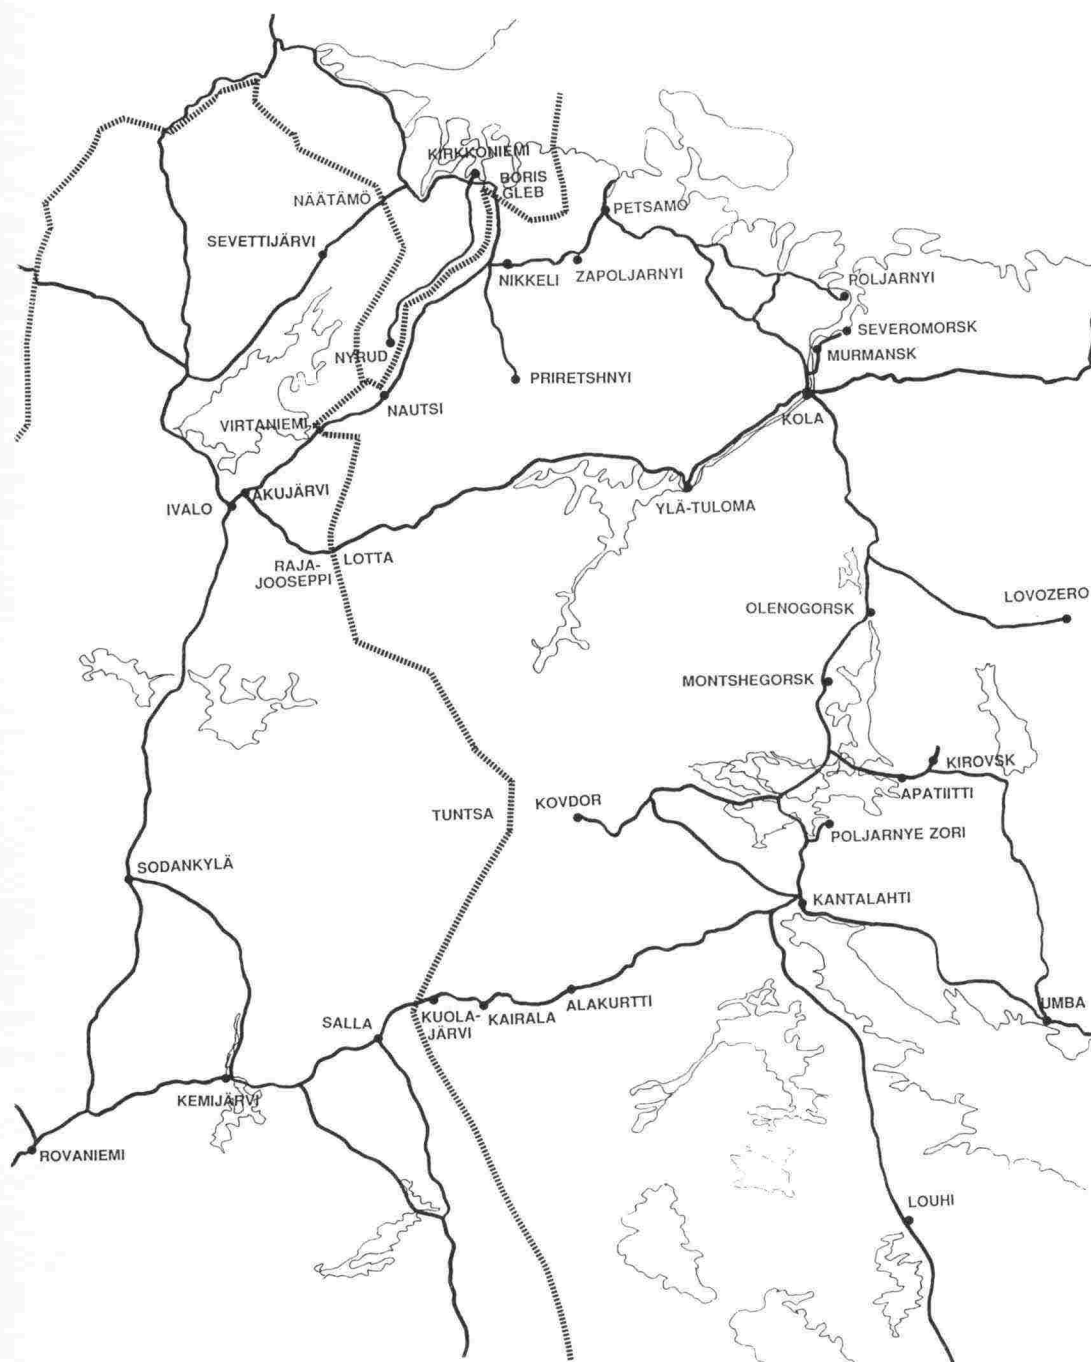 KIRKKONIEMI
BORIS
GLEB
NÄÄTÄMÖ
PETSAMO
SEVETTIJÄRVI
NIKKELI
ZAPOLJARNYI
POLJARNYI
SEVEROMORSK
NYRUD
MURMANSK
PRIRETSHNYI
NAUTSI
KOLA
VIRTANIEMI
AKUJÄRVI
IVALO
YLÄ-TULOMA
RAJA-
JOOSEPPI
LOTTA
LOVOZERO
OLENOGORSK
MONTSHEGORSK
KIROVSK
APATIITTI
KOVDOR
TUNTSA
POLJARNYE ZORI
SODANKYLÄ
KANTALAHTI
UMBA
ALAKURTTI
KUOLA-
JÄRVI
KAIRALA
SALLA
KEMIJÄRVI
ROVANIEMI
LOUHI